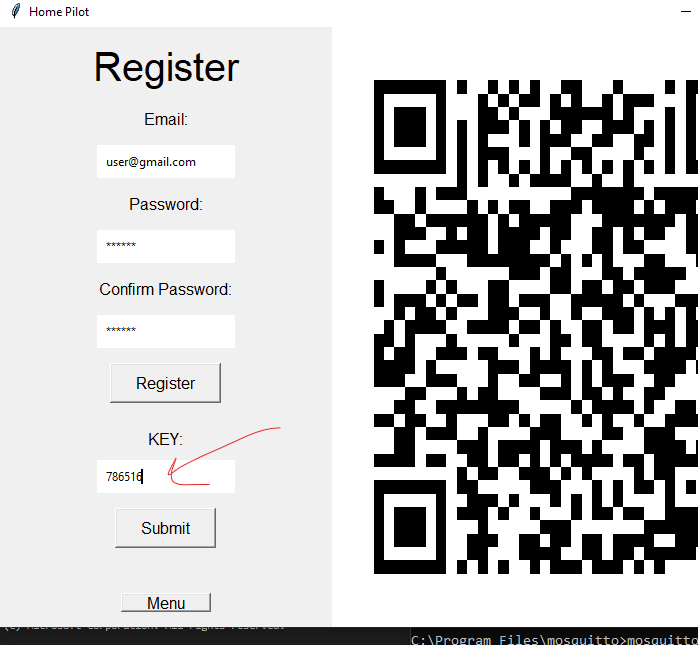 Home Pilot
Register
Email:
user@gmail.com
Password:
******
Confirm Password:
******
Register
KEY:
786516
Submit
Menu
(c) Microsoft Corporation. All rights reserved.
C:\Program Files\mosquitto>mosquitto